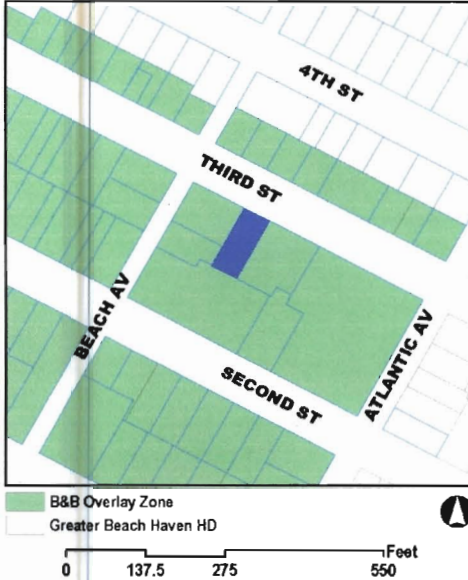 4TH ST
THIRD ST
BEACH AV
ATLANTIC AV
SECOND ST
B&B Overlay Zone
Greater Beach Haven HD
Feet
0 137.5 275 550